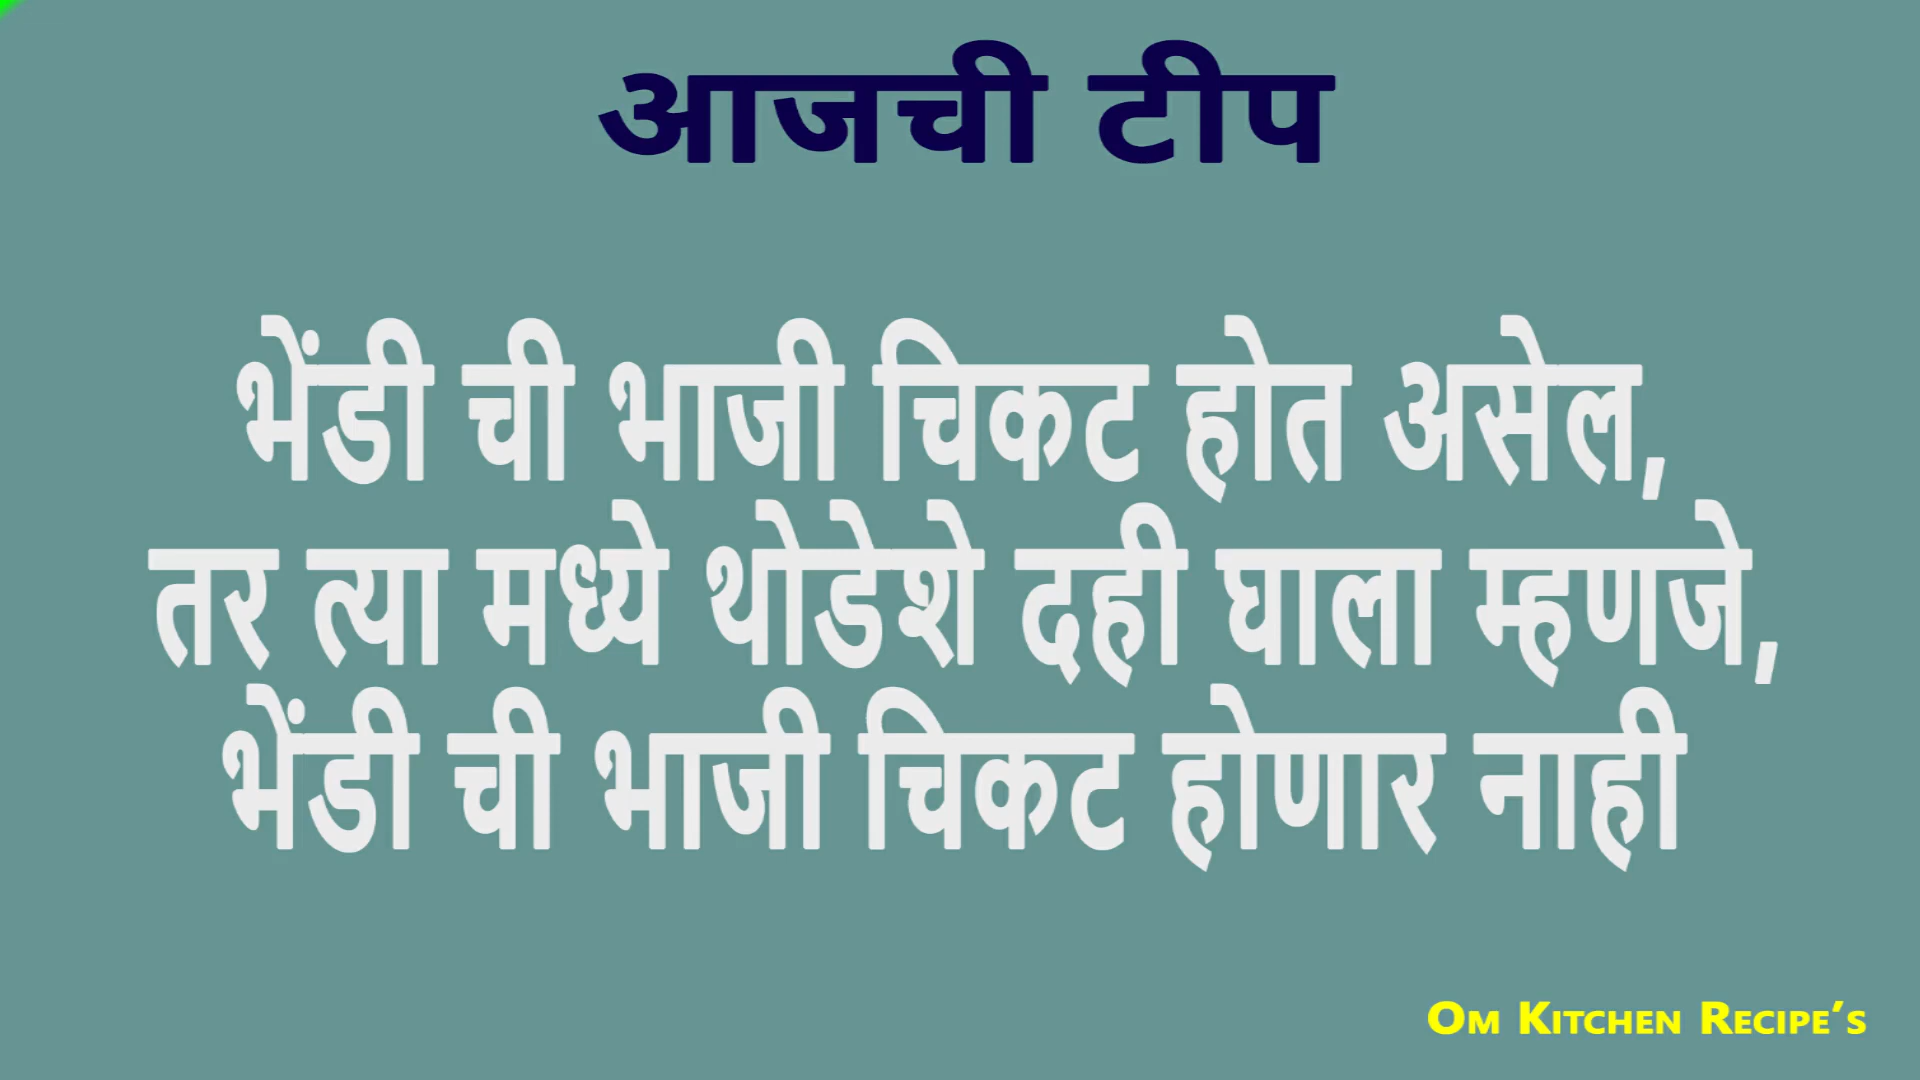 आजची टीप
भेंडी ची भाजी चिकट होत असेल,
तर त्या मध्ये थोडेशे दही घाला म्हणजे,
भेंडी ची भाजी चिकट होणार नाही
Om Kitchen Recipe's